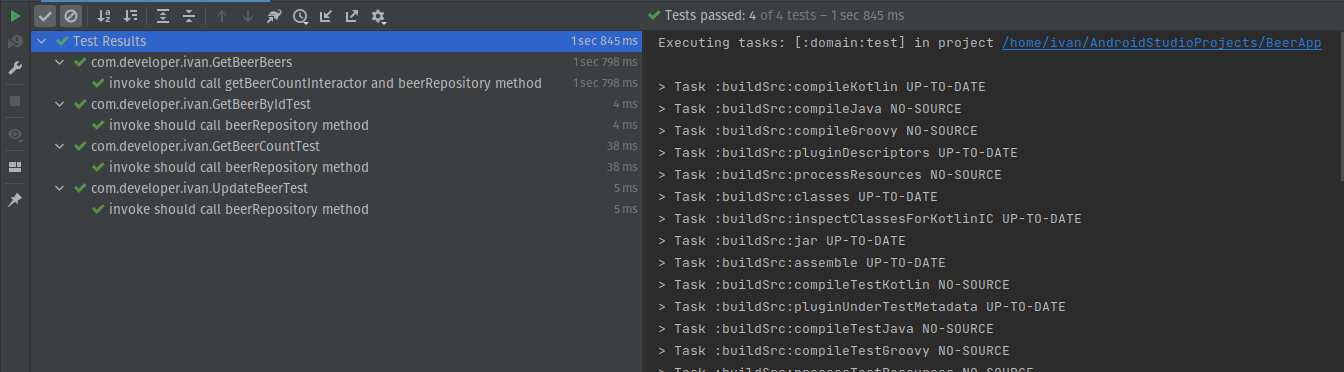 Test Results 1 sec 845 ms
com.developer.ivan.GetBeerBeers 1 sec 798 ms
invoke should call getBeerCountInteractor and beerRepository method 1 sec 798 ms
com.developer.ivan.GetBeerByIdTest 4 ms
invoke should call beerRepository method 4 ms
com.developer.ivan.GetBeerCountTest 38 ms
invoke should call beerRepository method 38 ms
com.developer.ivan.UpdateBeerTest 5 ms
invoke should call beerRepository method 5 ms
Tests passed: 4 of 4 tests – 1 sec 845 ms
Executing tasks: [:domain:test] in project /home/ivan/AndroidStudioProjects/BeerApp
> Task :buildSrc:compileKotlin UP-TO-DATE
> Task :buildSrc:compileJava NO-SOURCE
> Task :buildSrc:compileGroovy NO-SOURCE
> Task :buildSrc:pluginDescriptors UP-TO-DATE
> Task :buildSrc:processResources NO-SOURCE
> Task :buildSrc:classes UP-TO-DATE
> Task :buildSrc:inspectClassesForKotlinIC UP-TO-DATE
> Task :buildSrc:jar UP-TO-DATE
> Task :buildSrc:assemble UP-TO-DATE
> Task :buildSrc:compileTestKotlin NO-SOURCE
> Task :buildSrc:pluginUnderTestMetadata UP-TO-DATE
> Task :buildSrc:compileTestJava NO-SOURCE
> Task :buildSrc:compileTestGroovy NO-SOURCE
> Task :buildSrc:processTestResources NO-SOURCE